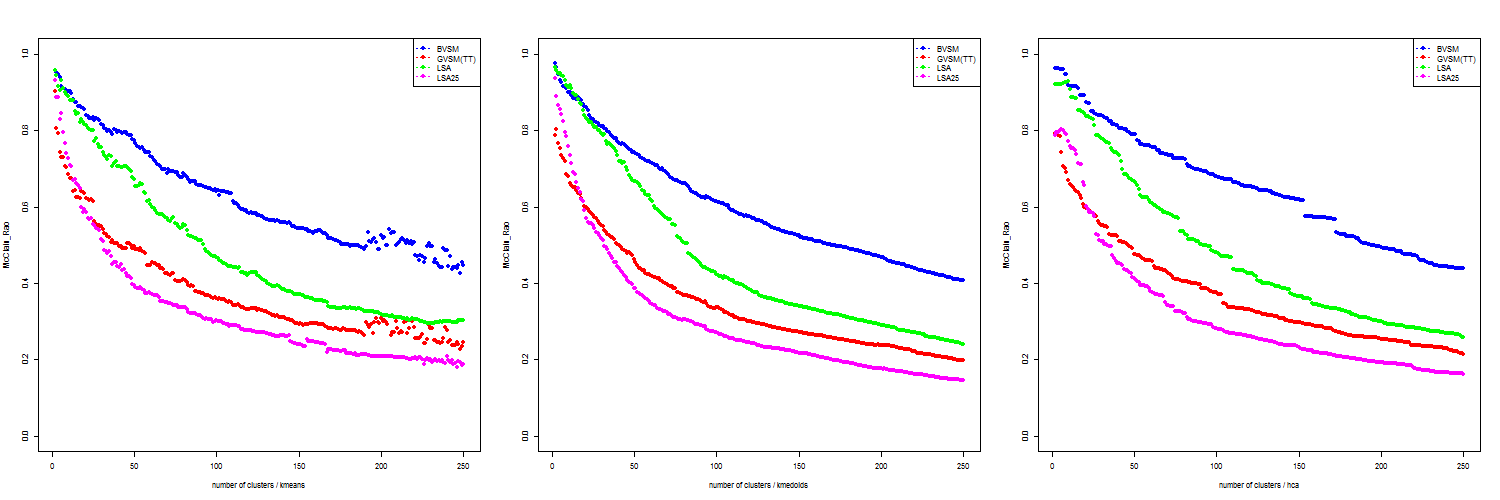 BVSM
GVSM(TT)
LSA
LSA25
1.0
0.8
0.6
0.4
0.2
0.0
McClain_Rao
0 50 100 150 200 250
number of clusters / kmeans
BVSM
GVSM(TT)
LSA
LSA25
1.0
0.8
0.6
0.4
0.2
0.0
McClain_Rao
0 50 100 150 200 250
number of clusters / kmedoids
BVSM
GVSM(TT)
LSA
LSA25
1.0
0.8
0.6
0.4
0.2
0.0
McClain_Rao
0 50 100 150 200 250
number of clusters / hca